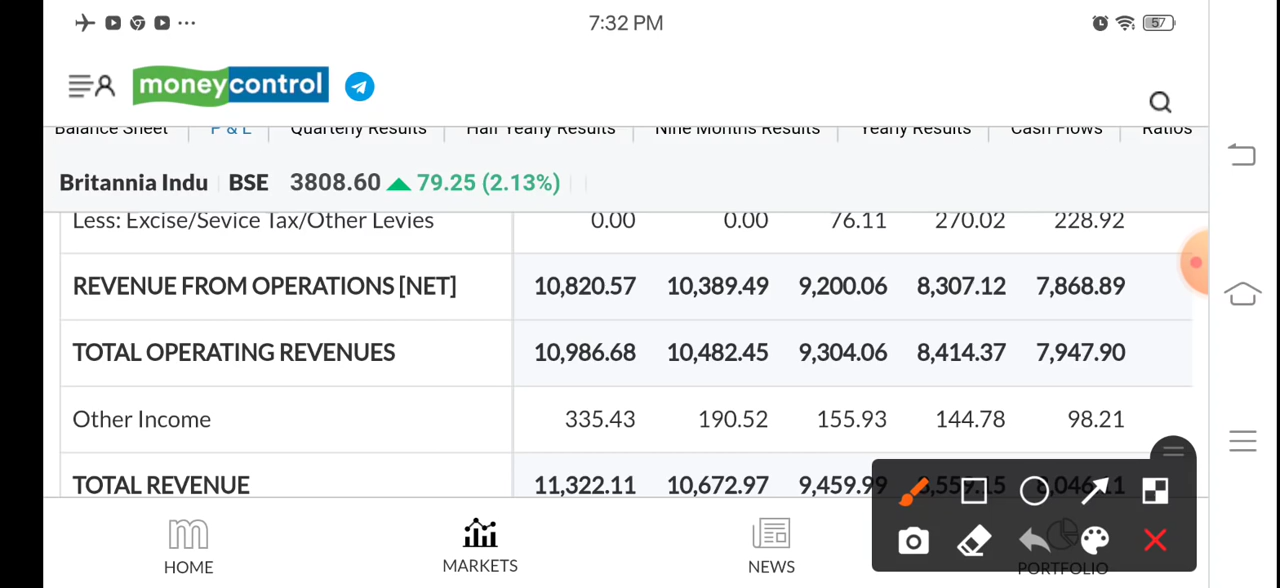 7:32 PM 57
moneycontrol
Balance Sheet P & L Quarterly Results Half Yearly Results Nine Months Results Yearly Results Cash Flows Ratios
Britannia Indu BSE 3808.60 79.25 (2.13%)
Less: Excise/Sevice Tax/Other Levies 0.00 0.00 76.11 270.02 228.92
REVENUE FROM OPERATIONS [NET] 10,820.57 10,389.49 9,200.06 8,307.12 7,868.89
TOTAL OPERATING REVENUES 10,986.68 10,482.45 9,304.06 8,414.37 7,947.90
Other Income 335.43 190.52 155.93 144.78 98.21
TOTAL REVENUE 11,322.11 10,672.97 9,459.99
HOME MARKETS NEWS PORTFOLIO